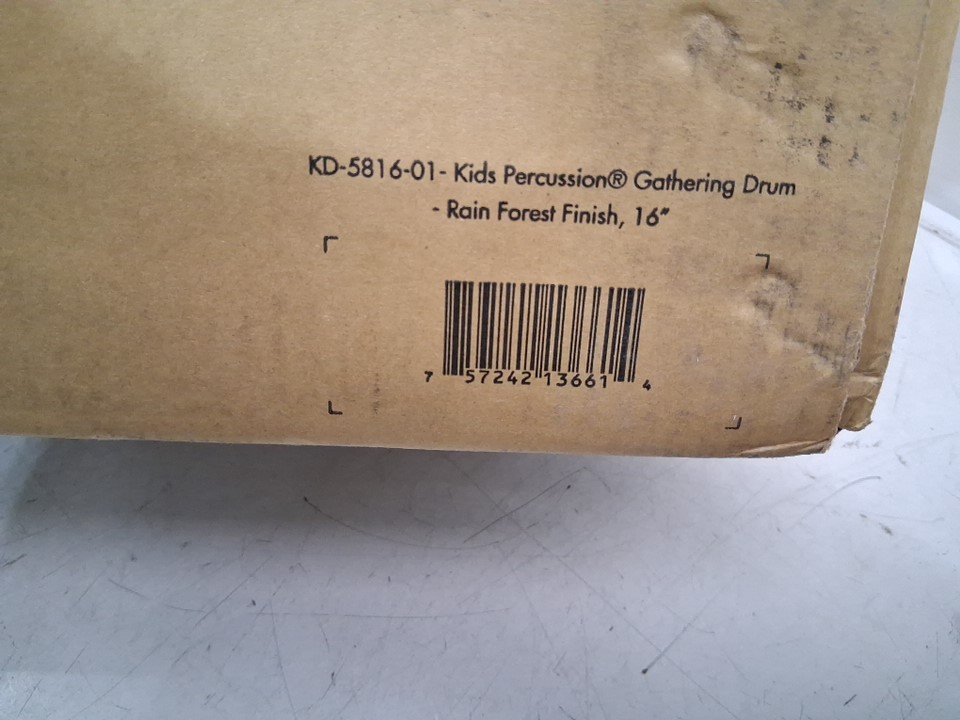 KD-5816-01- Kids Percussion® Gathering Drum
- Rain Forest Finish, 16”
7 57242 13661 4